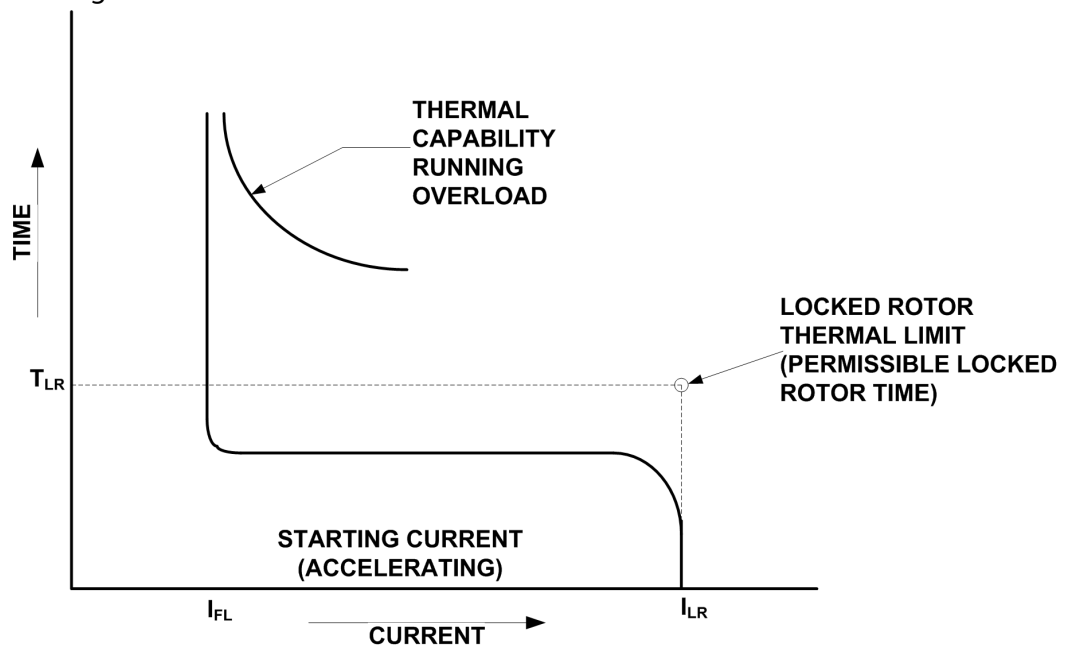 THERMAL
CAPABILITY
RUNNING
OVERLOAD
TIME
LOCKED ROTOR
THERMAL LIMIT
(PERMISSIBLE LOCKED
ROTOR TIME)
TLR
STARTING CURRENT
(ACCELERATING)
IFL
ILR
CURRENT